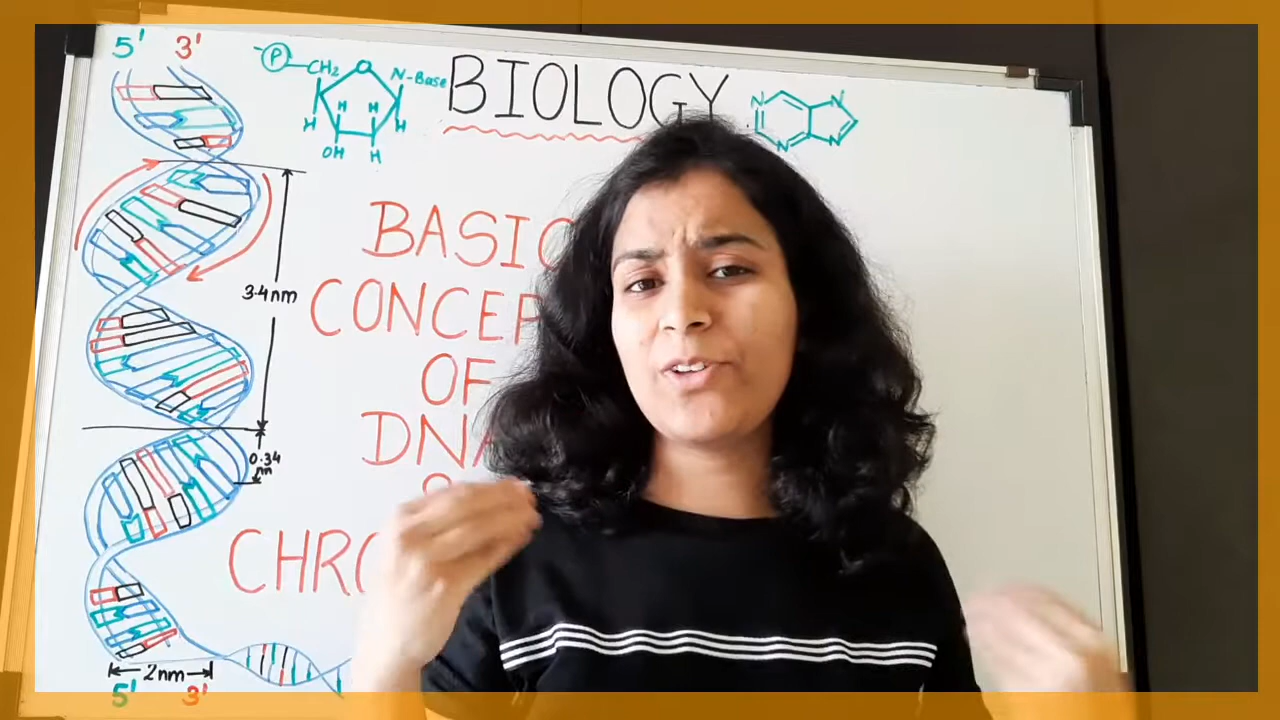 5' 3'
P CH2 O N-Base
H H H H
OH H
BIOLOGY
N N
N N
BASIC
CONCEP
OF
DNA
3.4nm
0.34
nm
CHRO
2nm
5' 3'